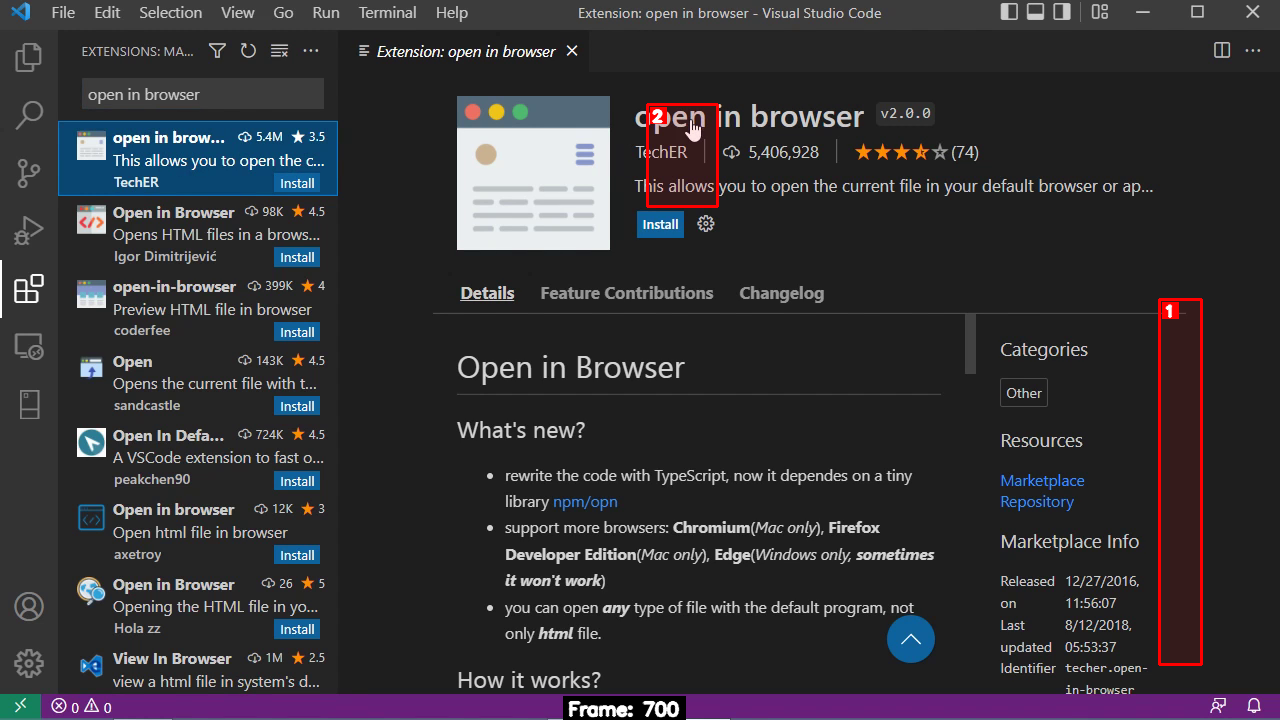 File Edit Selection View Go Run Terminal Help
Extension: open in browser - Visual Studio Code
EXTENSIONS: MA...
Extension: open in browser
open in browser
open in brow... 5.4M 3.5
This allows you to open the c...
TechER Install
Open in Browser 98K 4.5
Opens HTML files in a brows...
Igor Dimitrijević Install
open-in-browser 399K 4
Preview HTML file in browser
coderfee Install
Open 143K 4.5
Opens the current file with t...
sandcastle Install
Open In Defa... 724K 4.5
A VSCode extension to fast o...
peakchen90 Install
Open in browser 12K 3
Open html file in browser
axetroy Install
Open in Browser 26 5
Opening the HTML file in yo...
Hola zz Install
View In Browser 1M 2.5
view a html file in system's d...
open in browser v2.0.0
2
TechER 5,406,928 (74)
This allows you to open the current file in your default browser or ap...
Install
Details Feature Contributions Changelog
Open in Browser
What's new?
rewrite the code with TypeScript, now it dependes on a tiny
library npm/opn
support more browsers: Chromium(Mac only), Firefox
Developer Edition(Mac only), Edge(Windows only, sometimes
it won't work)
you can open any type of file with the default program, not
only html file.
How it works?
1
Categories
Other
Resources
Marketplace
Repository
Marketplace Info
Released 12/27/2016,
on 11:56:07
Last 8/12/2018,
updated 05:53:37
Identifier techer.open-
in-browser
0 0
Frame: 700